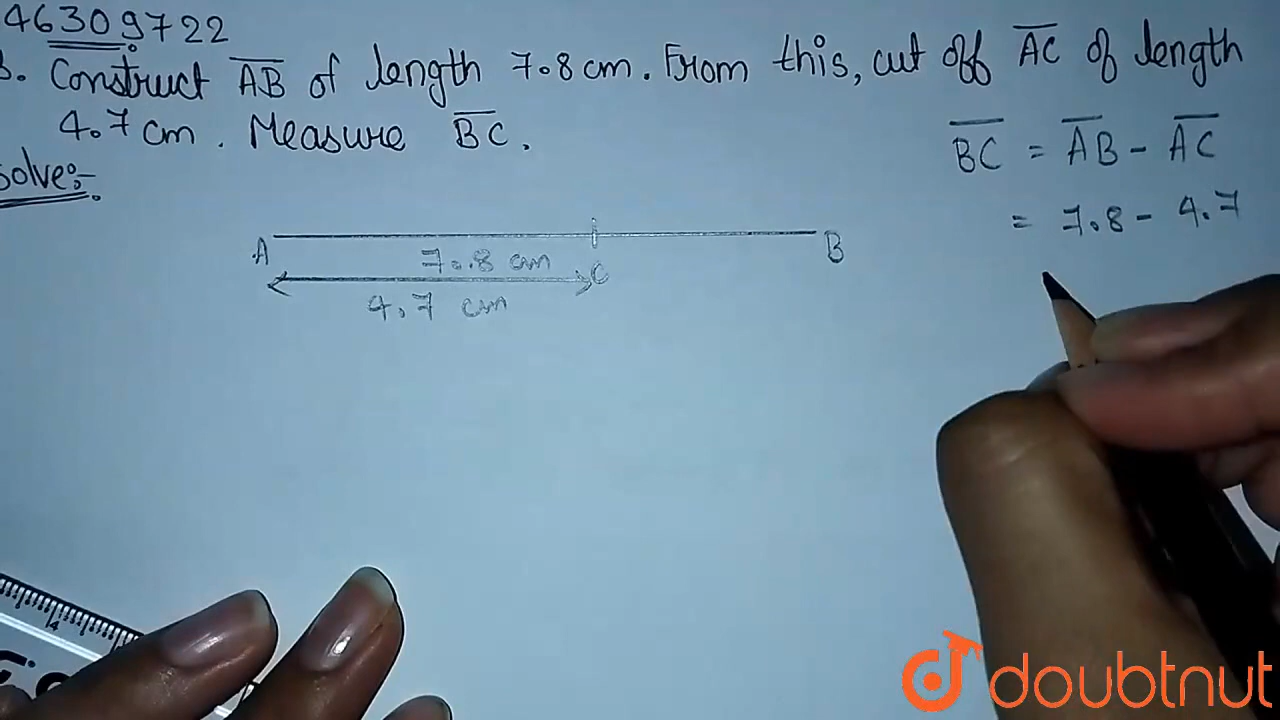 46309722
3. Construct AB of length 7.8 cm. From this, cut off AC of length
4.7 cm. Measure BC.
Solve:-
BC = AB - AC
= 7.8 - 4.7
A B
7.8 cm
C
4.7 cm
doubtnut